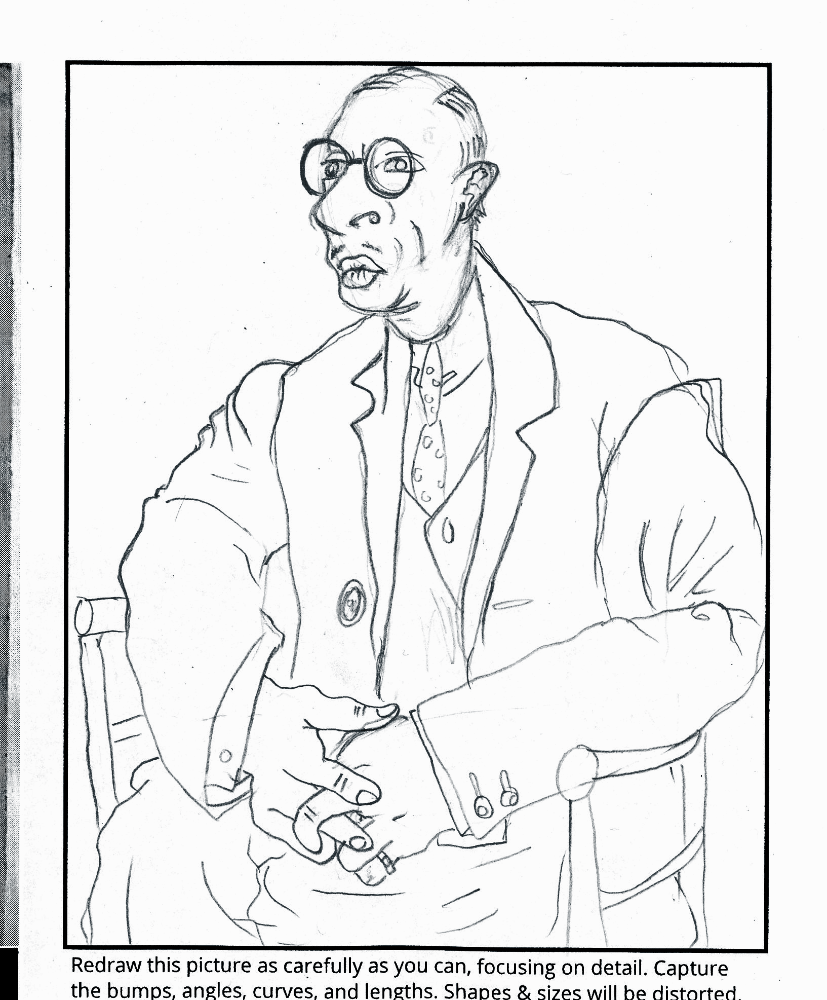 Redraw this picture as carefully as you can, focusing on detail. Capture
the bumps, angles, curves, and lengths. Shapes & sizes will be distorted.